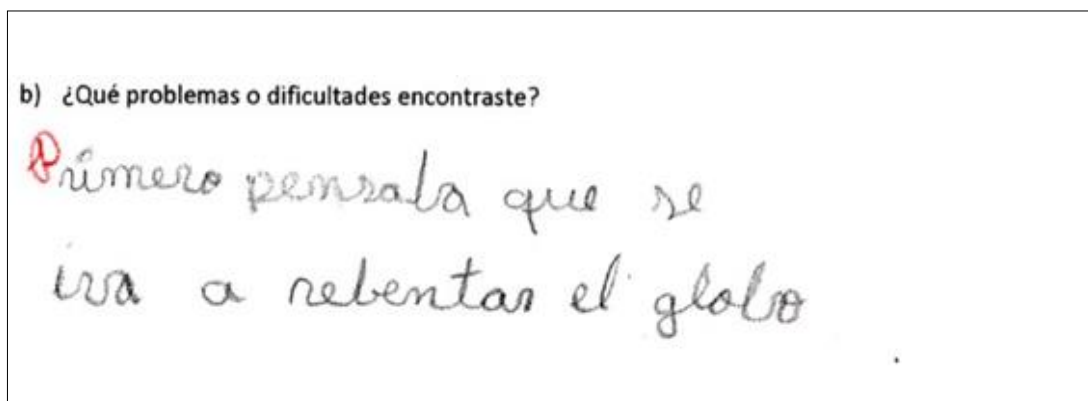 b) ¿Qué problemas o dificultades encontraste?
Primero pensaba que se
iva a rebentar el globo